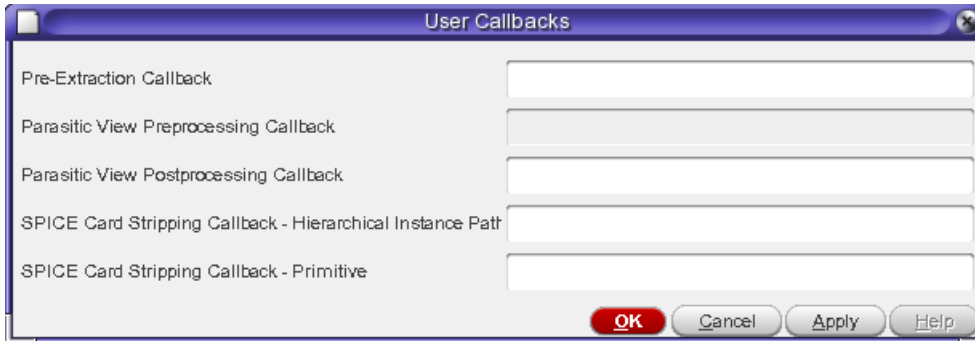 User Callbacks
Pre-Extraction Callback
Parasitic View Preprocessing Callback
Parasitic View Postprocessing Callback
SPICE Card Stripping Callback - Hierarchical Instance Path
SPICE Card Stripping Callback - Primitive
OK Cancel Apply Help